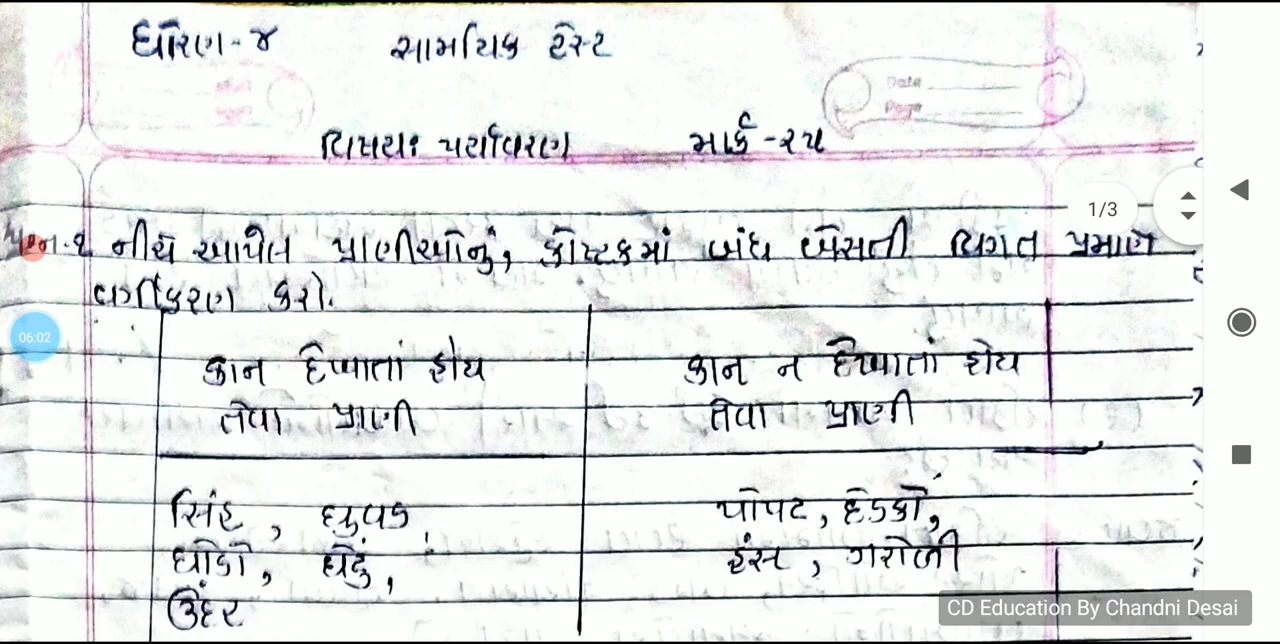 ધોરણ-૪ સામયિક ટેસ્ટ
Date
Page
વિષયઃ પર્યાવરણ માર્ક -૨૫
1/3
પ્રશ્ન.૧ નીચે આપેલ પ્રાણીઓનું, કોષ્ટકમાં બંધ બેસતી વિગત પ્રમાણે
વર્ગીકરણ કરો.
06:02
કાન દેખાતાં હોય કાન ન દેખાતાં હોય
તેવા પ્રાણી તેવા પ્રાણી
સિંહ, ઘુવડ પોપટ, દેડકો,
ઘોડો, ઘેટું, હંસ, ગરોળી
ઉંદર
CD Education By Chandni Desai